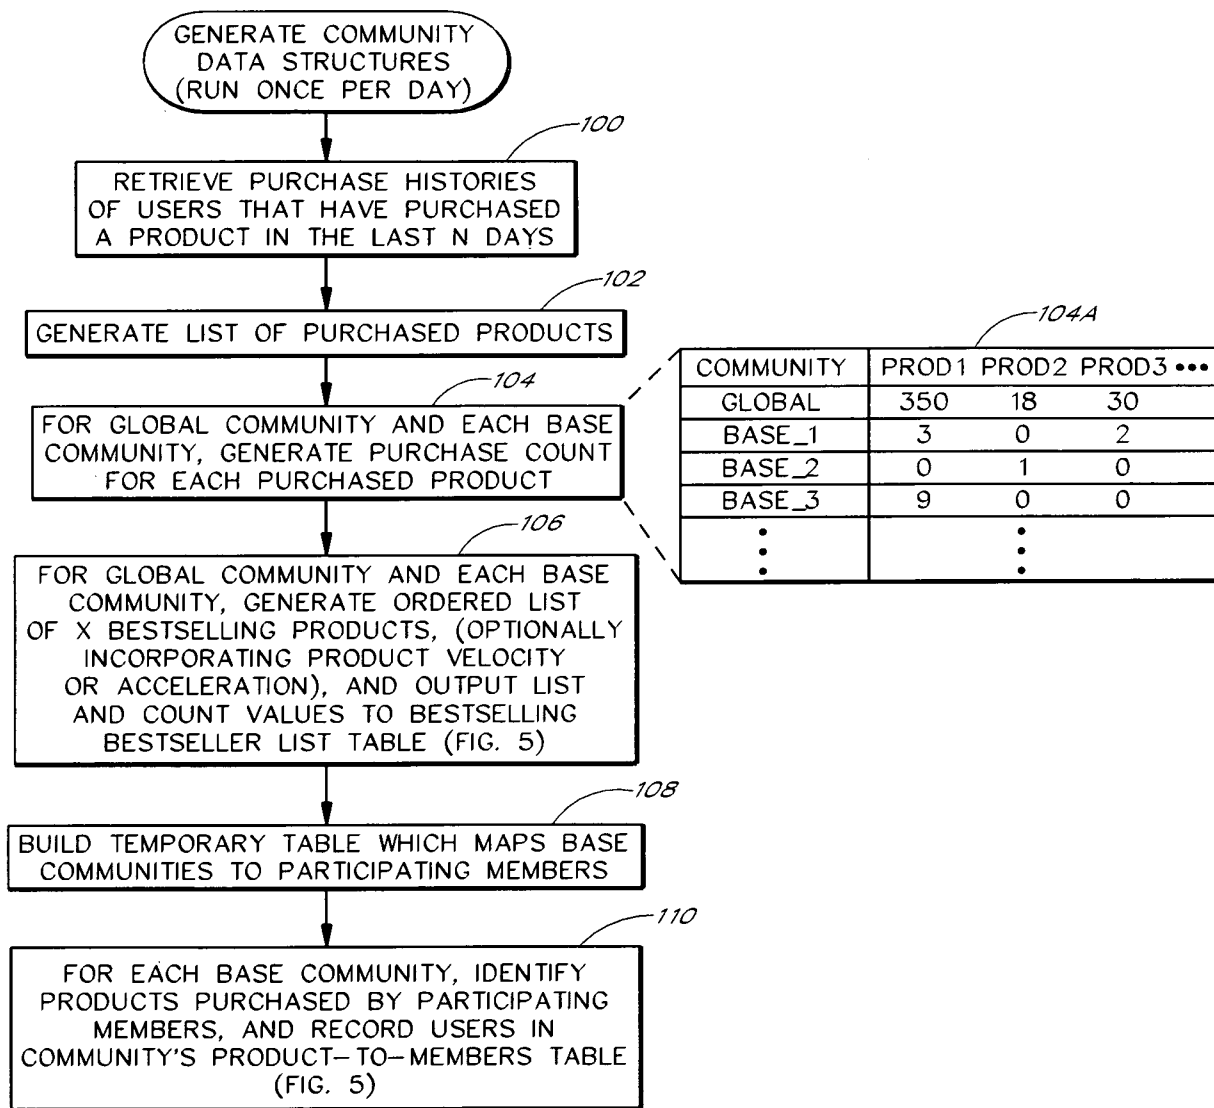 GENERATE COMMUNITY
DATA STRUCTURES
(RUN ONCE PER DAY)
100
RETRIEVE PURCHASE HISTORIES
OF USERS THAT HAVE PURCHASED
A PRODUCT IN THE LAST N DAYS
102
GENERATE LIST OF PURCHASED PRODUCTS
104
FOR GLOBAL COMMUNITY AND EACH BASE
COMMUNITY, GENERATE PURCHASE COUNT
FOR EACH PURCHASED PRODUCT
104A
COMMUNITY PROD1 PROD2 PROD3 •••
GLOBAL 350 18 30
BASE_1 3 0 2
BASE_2 0 1 0
BASE_3 9 0 0
106
FOR GLOBAL COMMUNITY AND EACH BASE
COMMUNITY, GENERATE ORDERED LIST
OF X BESTSELLING PRODUCTS, (OPTIONALLY
INCORPORATING PRODUCT VELOCITY
OR ACCELERATION), AND OUTPUT LIST
AND COUNT VALUES TO BESTSELLING
BESTSELLER LIST TABLE (FIG. 5)
108
BUILD TEMPORARY TABLE WHICH MAPS BASE
COMMUNITIES TO PARTICIPATING MEMBERS
110
FOR EACH BASE COMMUNITY, IDENTIFY
PRODUCTS PURCHASED BY PARTICIPATING
MEMBERS, AND RECORD USERS IN
COMMUNITY'S PRODUCT-TO-MEMBERS TABLE
(FIG. 5)